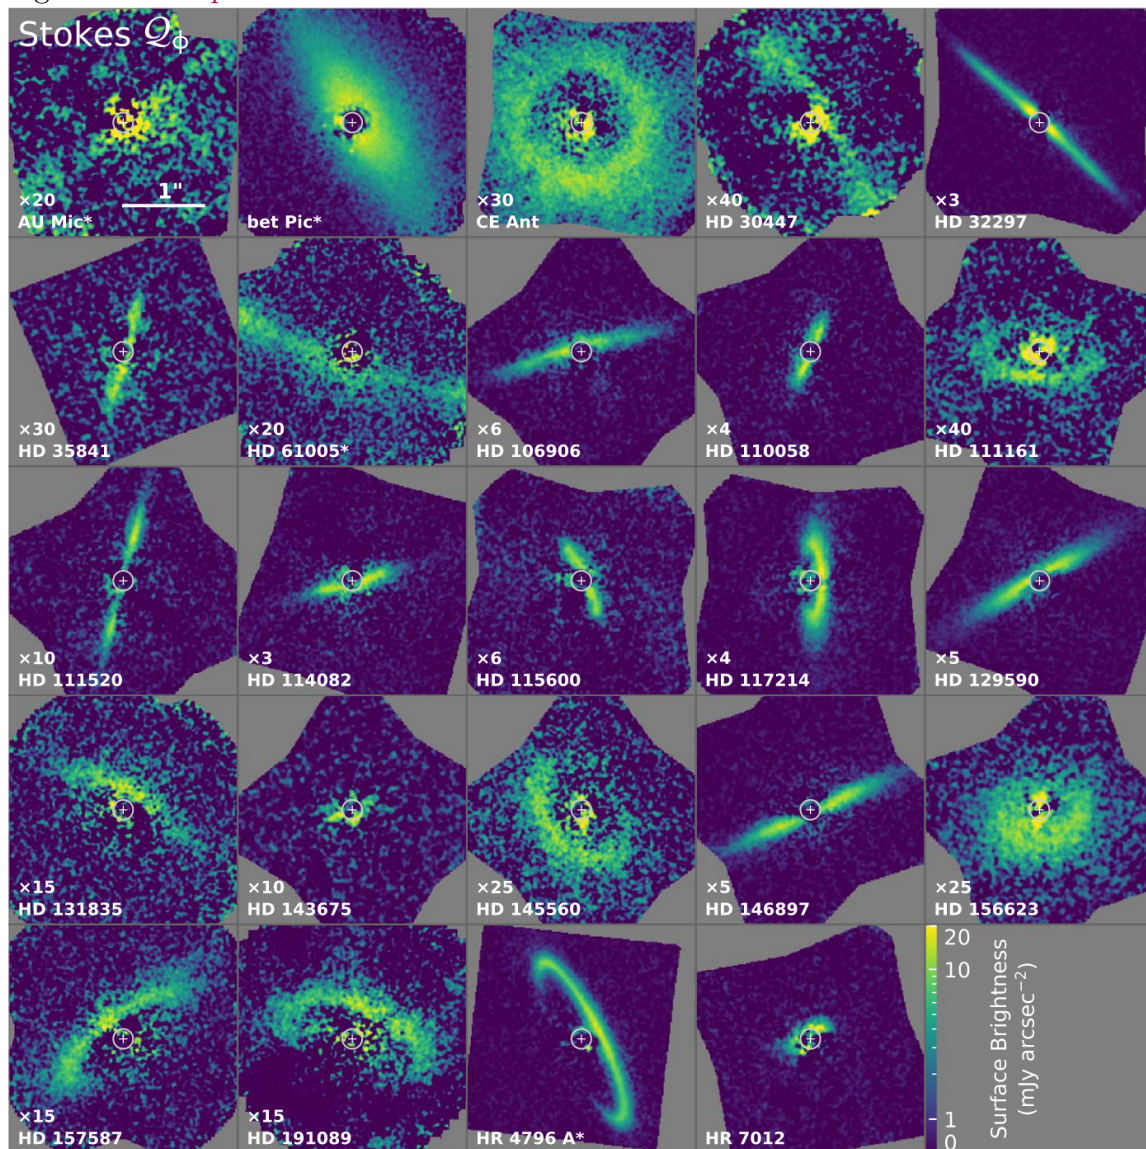 Stokes 𝒬ϕ
×20
AU Mic*
1"
bet Pic*
×30
CE Ant
×40
HD 30447
×3
HD 32297
×30
HD 35841
×20
HD 61005*
×6
HD 106906
×4
HD 110058
×40
HD 111161
×10
HD 111520
×3
HD 114082
×6
HD 115600
×4
HD 117214
×5
HD 129590
×15
HD 131835
×10
HD 143675
×25
HD 145560
×5
HD 146897
×25
HD 156623
×15
HD 157587
×15
HD 191089
HR 4796 A*
HR 7012
20
10
1
0
Surface Brightness
(mJy arcsec⁻²)